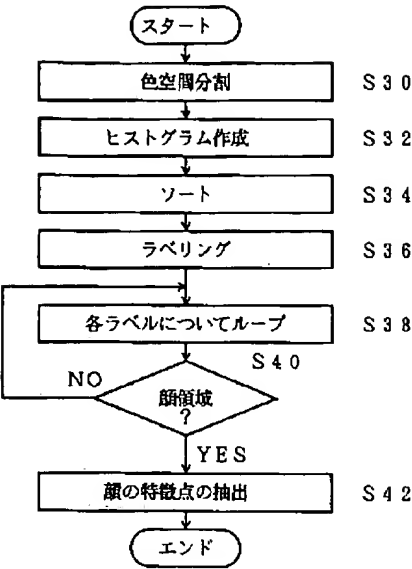 スタート
色空間分割 S30
ヒストグラム作成 S32
ソート S34
ラベリング S36
各ラベルについてループ S38
S40
NO
顔領域
?
YES
顔の特徴点の抽出 S42
エンド